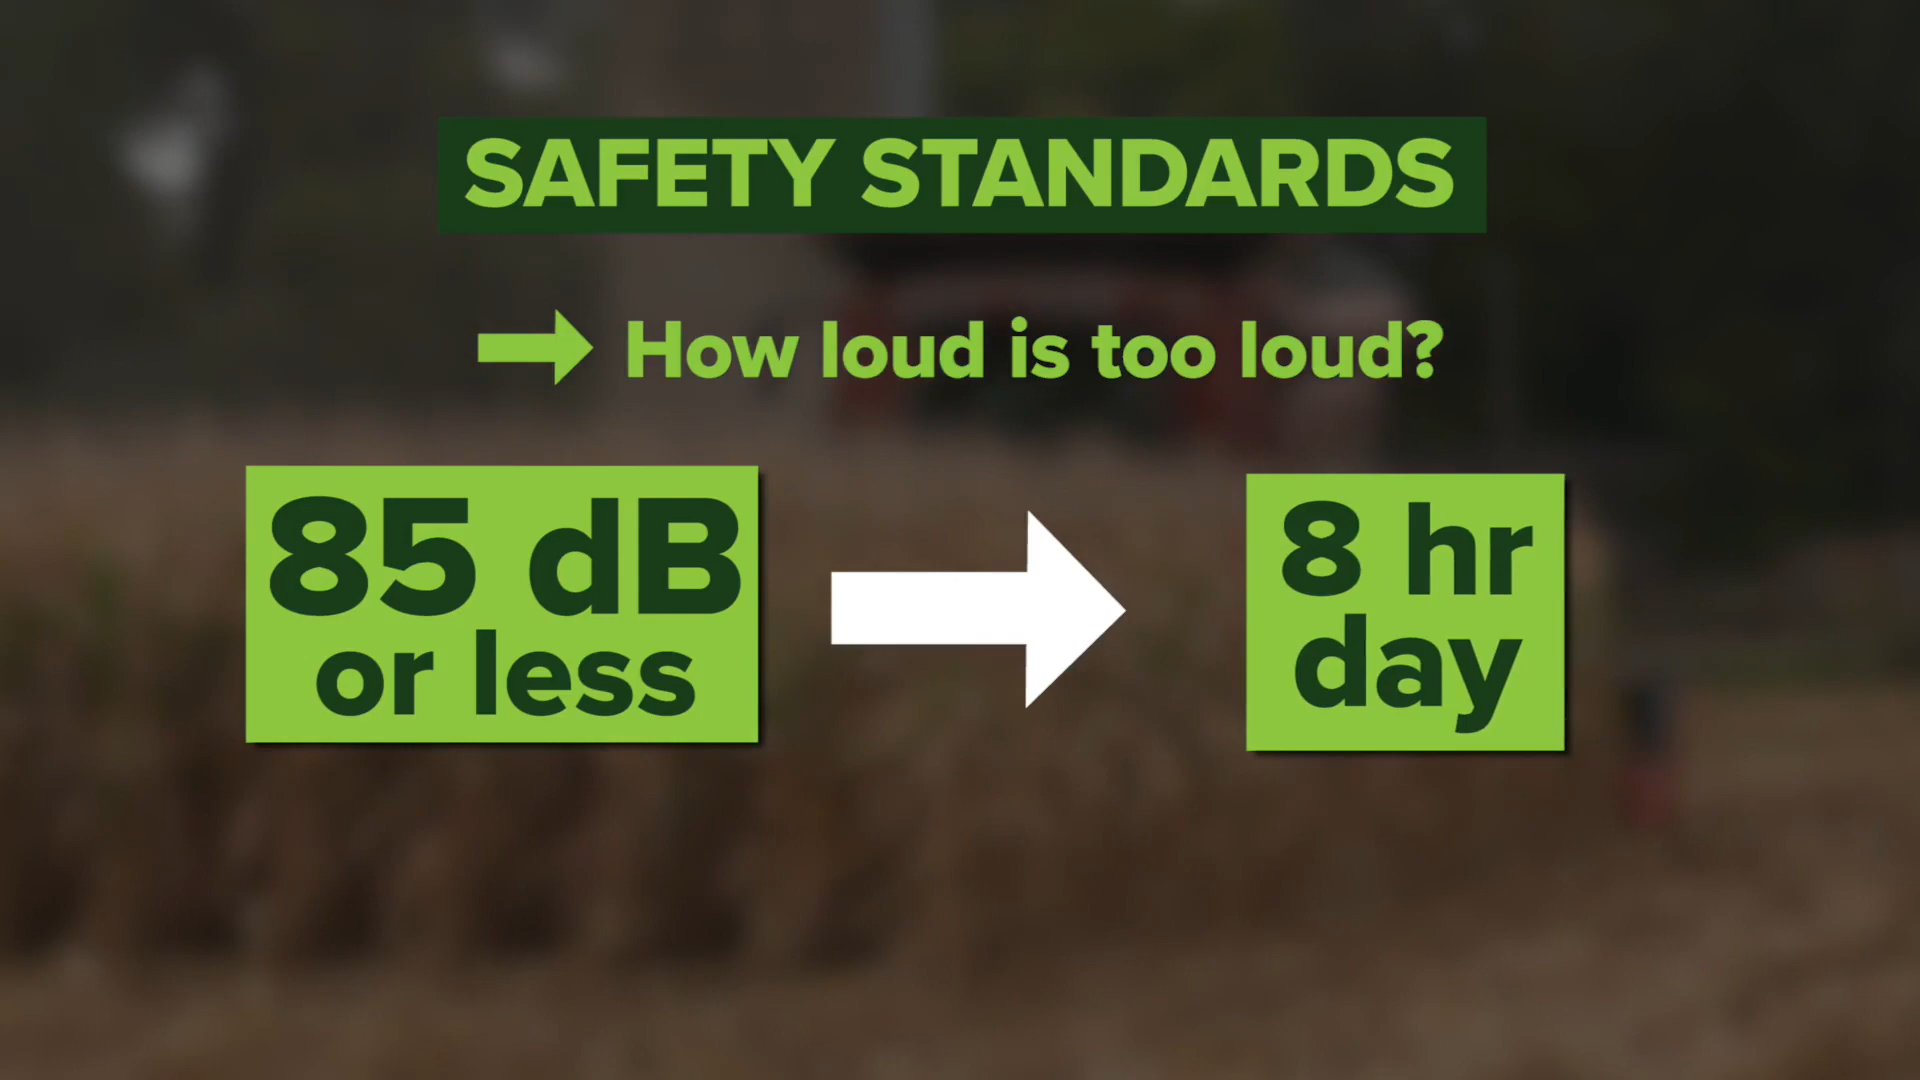 SAFETY STANDARDS
How loud is too loud?
85 dB
or less
8 hr
day